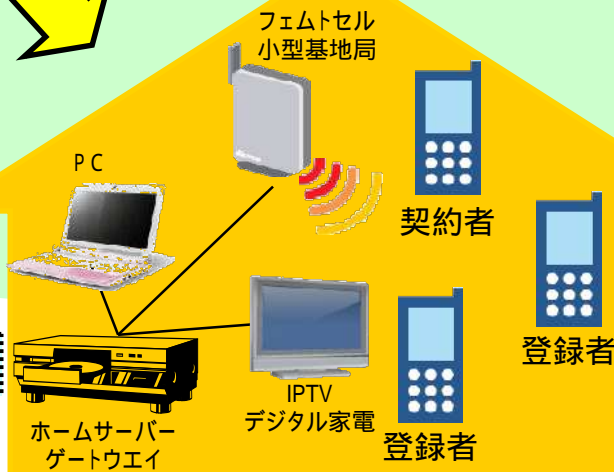 フェムトセル
小型基地局
ＰＣ
契約者
登録者
IPTV
デジタル家電
登録者
ホームサーバー
ゲートウエイ